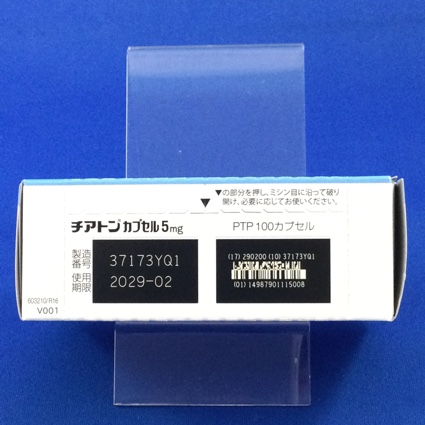 ▼の部分を押し、ミシン目に沿って破り
開け、必要に応じてお使いください。
▼
チアトンカプセル5mg
PTP100カプセル
製造番号 37173YQ1
使用期限 2029-02
(17) 290200 (10) 37173YQ1
(01) 14987901115008
603210/R16
V001